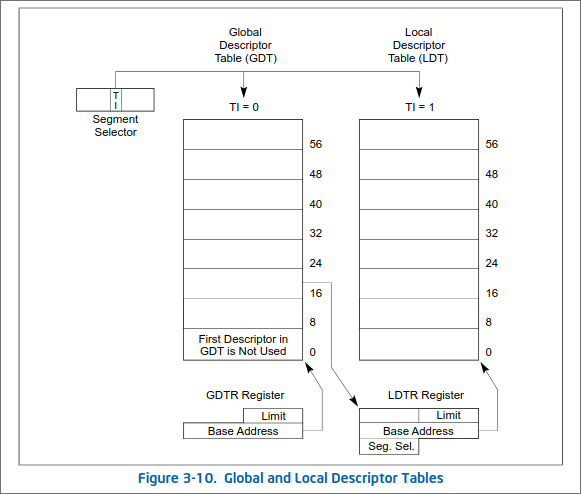 Global
Descriptor
Table (GDT)
Local
Descriptor
Table (LDT)
T
I
Segment
Selector
TI = 0
TI = 1
56
48
40
32
24
16
8
0
First Descriptor in
GDT is Not Used
56
48
40
32
24
16
8
0
GDTR Register
Limit
Base Address
LDTR Register
Limit
Base Address
Seg. Sel.
Figure 3-10. Global and Local Descriptor Tables